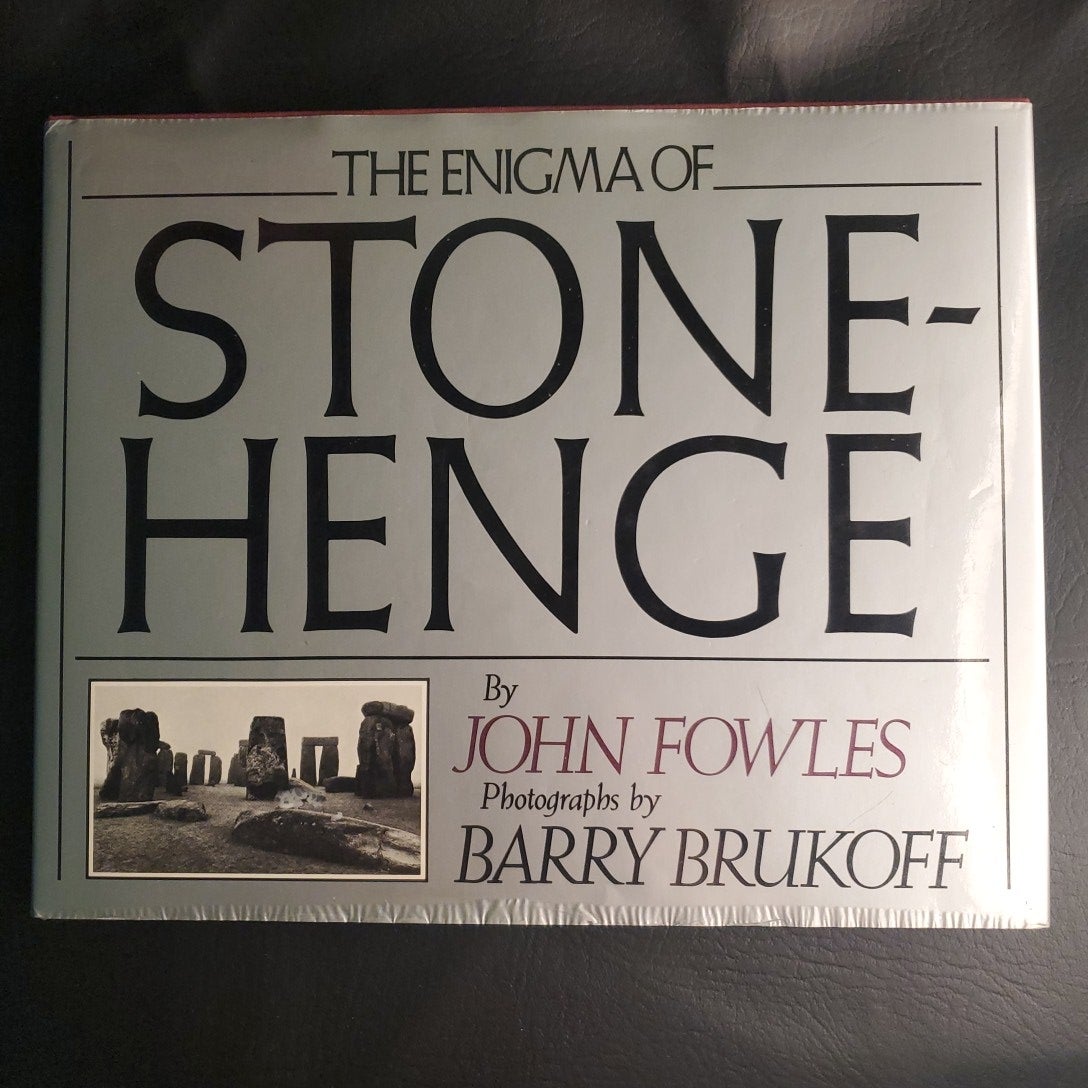 THE ENIGMA OF
STONE-
HENGE
By
JOHN FOWLES
Photographs by
BARRY BRUKOFF